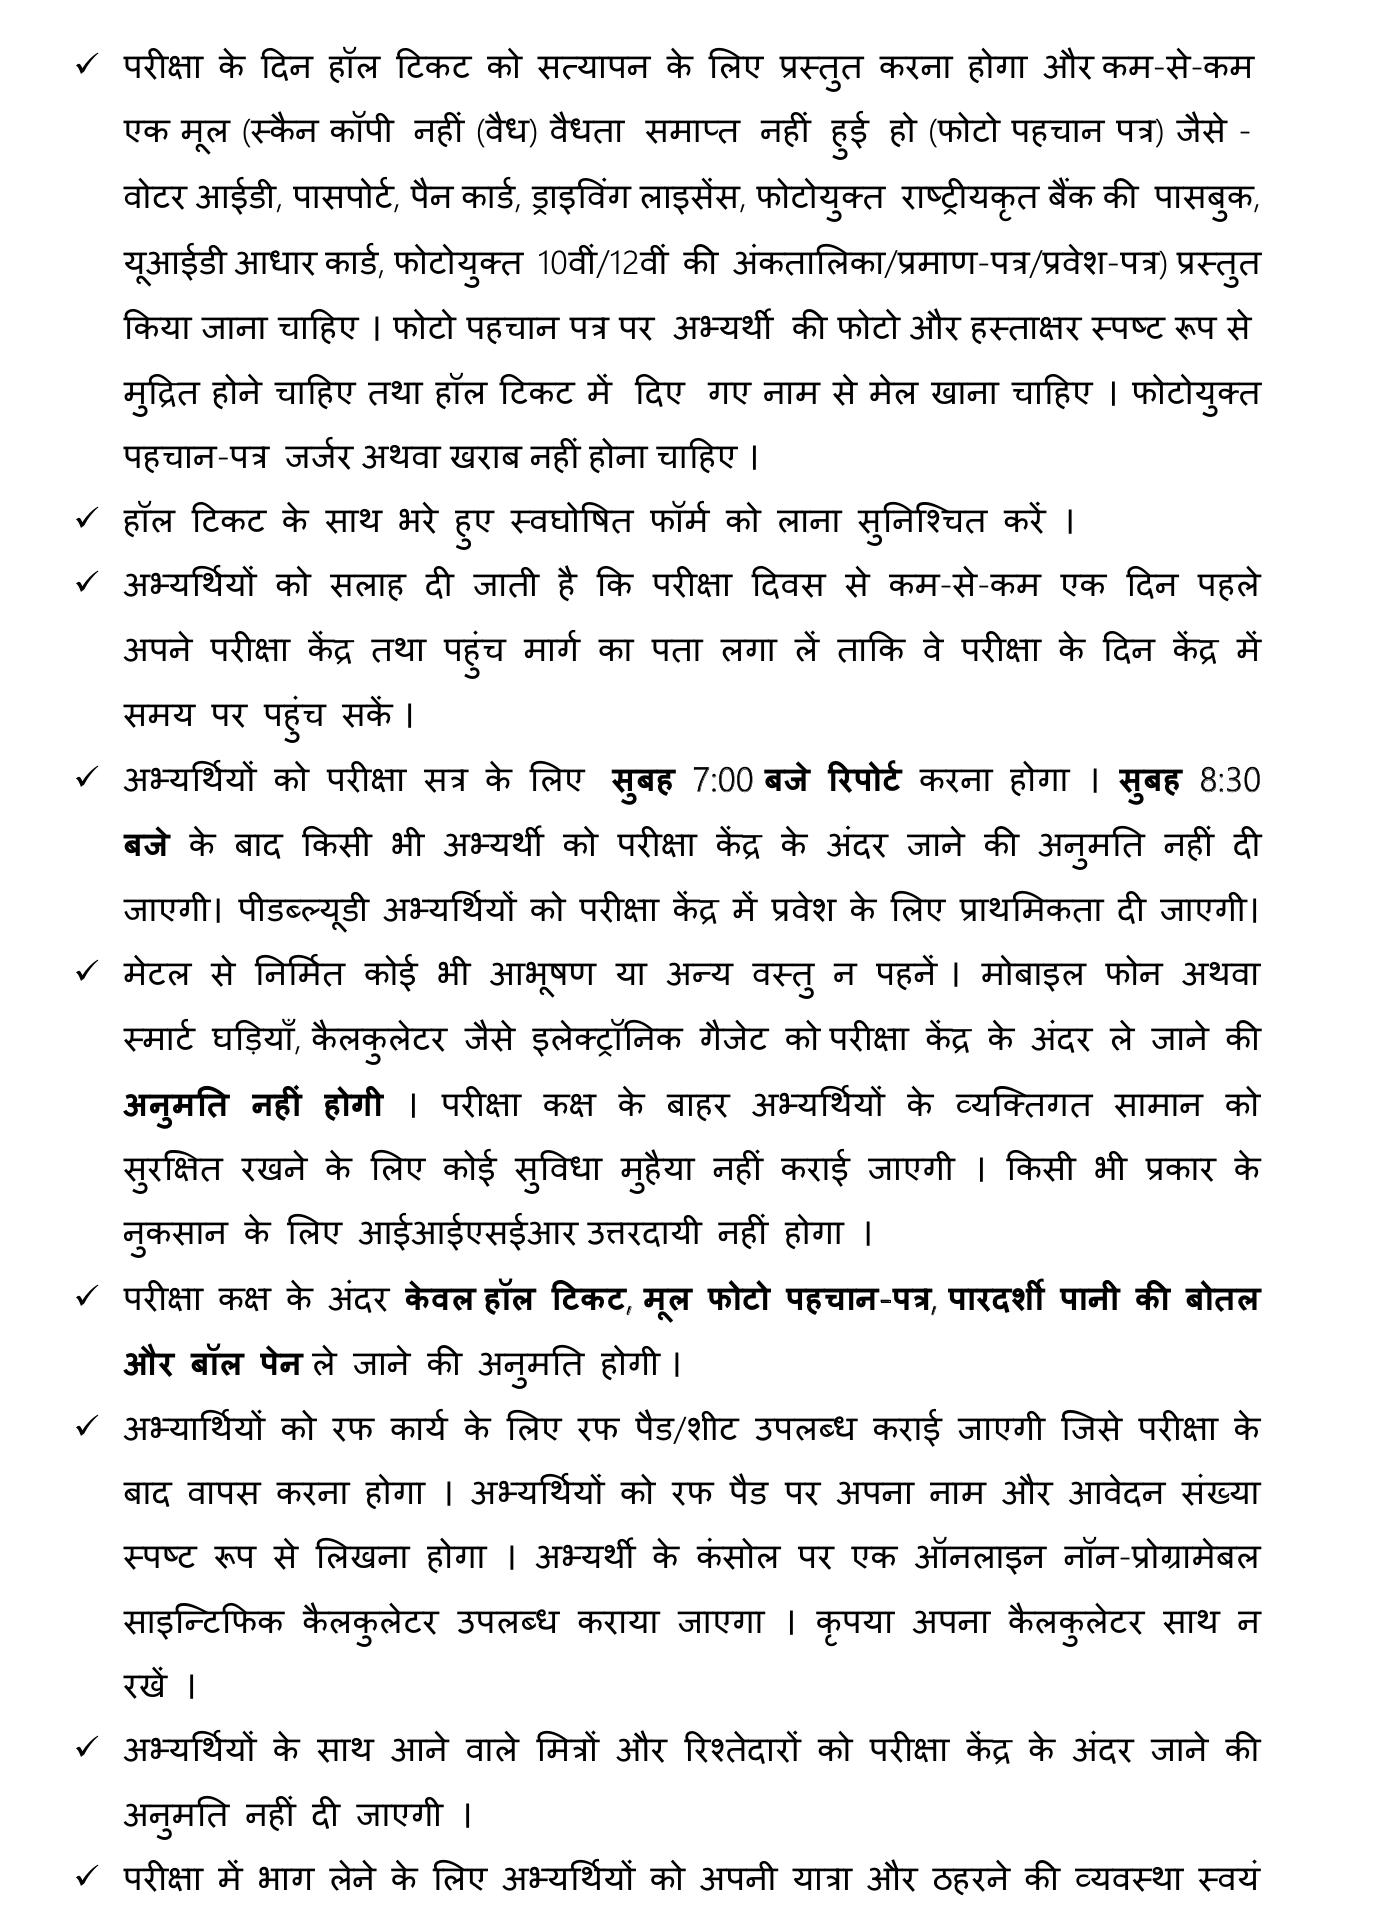 ✓ परीक्षा के दिन हॉल टिकट को सत्यापन के लिए प्रस्तुत करना होगा और कम-से-कम
एक मूल (स्कैन कॉपी नहीं (वैध) वैधता समाप्त नहीं हुई हो (फोटो पहचान पत्र) जैसे -
वोटर आईडी, पासपोर्ट, पैन कार्ड, ड्राइविंग लाइसेंस, फोटोयुक्त राष्ट्रीयकृत बैंक की पासबुक,
यूआईडी आधार कार्ड, फोटोयुक्त 10वीं/12वीं की अंकतालिका/प्रमाण-पत्र/प्रवेश-पत्र) प्रस्तुत
किया जाना चाहिए । फोटो पहचान पत्र पर अभ्यर्थी की फोटो और हस्ताक्षर स्पष्ट रूप से
मुद्रित होने चाहिए तथा हॉल टिकट में दिए गए नाम से मेल खाना चाहिए । फोटोयुक्त
पहचान-पत्र जर्जर अथवा खराब नहीं होना चाहिए ।
✓ हॉल टिकट के साथ भरे हुए स्वघोषित फॉर्म को लाना सुनिश्चित करें ।
✓ अभ्यर्थियों को सलाह दी जाती है कि परीक्षा दिवस से कम-से-कम एक दिन पहले
अपने परीक्षा केंद्र तथा पहुंच मार्ग का पता लगा लें ताकि वे परीक्षा के दिन केंद्र में
समय पर पहुंच सकें ।
✓ अभ्यर्थियों को परीक्षा सत्र के लिए सुबह 7:00 बजे रिपोर्ट करना होगा । सुबह 8:30
बजे के बाद किसी भी अभ्यर्थी को परीक्षा केंद्र के अंदर जाने की अनुमति नहीं दी
जाएगी। पीडब्ल्यूडी अभ्यर्थियों को परीक्षा केंद्र में प्रवेश के लिए प्राथमिकता दी जाएगी।
✓ मेटल से निर्मित कोई भी आभूषण या अन्य वस्तु न पहनें । मोबाइल फोन अथवा
स्मार्ट घड़ियाँ, कैलकुलेटर जैसे इलेक्ट्रॉनिक गैजेट को परीक्षा केंद्र के अंदर ले जाने की
अनुमति नहीं होगी । परीक्षा कक्ष के बाहर अभ्यर्थियों के व्यक्तिगत सामान को
सुरक्षित रखने के लिए कोई सुविधा मुहैया नहीं कराई जाएगी । किसी भी प्रकार के
नुकसान के लिए आईआईएसईआर उत्तरदायी नहीं होगा ।
✓ परीक्षा कक्ष के अंदर केवल हॉल टिकट, मूल फोटो पहचान-पत्र, पारदर्शी पानी की बोतल
और बॉल पेन ले जाने की अनुमति होगी ।
✓ अभ्यार्थियों को रफ कार्य के लिए रफ पैड/शीट उपलब्ध कराई जाएगी जिसे परीक्षा के
बाद वापस करना होगा । अभ्यर्थियों को रफ पैड पर अपना नाम और आवेदन संख्या
स्पष्ट रूप से लिखना होगा । अभ्यर्थी के कंसोल पर एक ऑनलाइन नॉन-प्रोग्रामेबल
साइन्टिफिक कैलकुलेटर उपलब्ध कराया जाएगा । कृपया अपना कैलकुलेटर साथ न
रखें ।
✓ अभ्यर्थियों के साथ आने वाले मित्रों और रिश्तेदारों को परीक्षा केंद्र के अंदर जाने की
अनुमति नहीं दी जाएगी ।
✓ परीक्षा में भाग लेने के लिए अभ्यर्थियों को अपनी यात्रा और ठहरने की व्यवस्था स्वयं